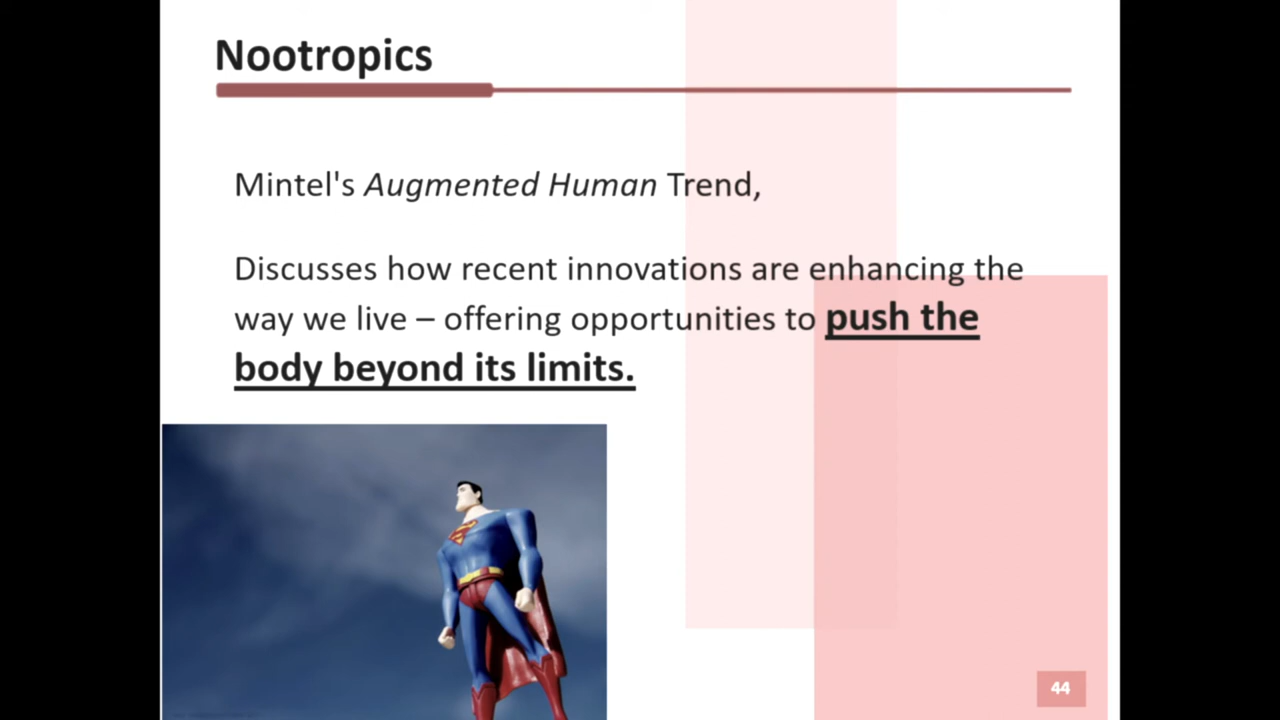 Nootropics
Mintel's Augmented Human Trend,
Discusses how recent innovations are enhancing the
way we live – offering opportunities to push the
body beyond its limits.
44